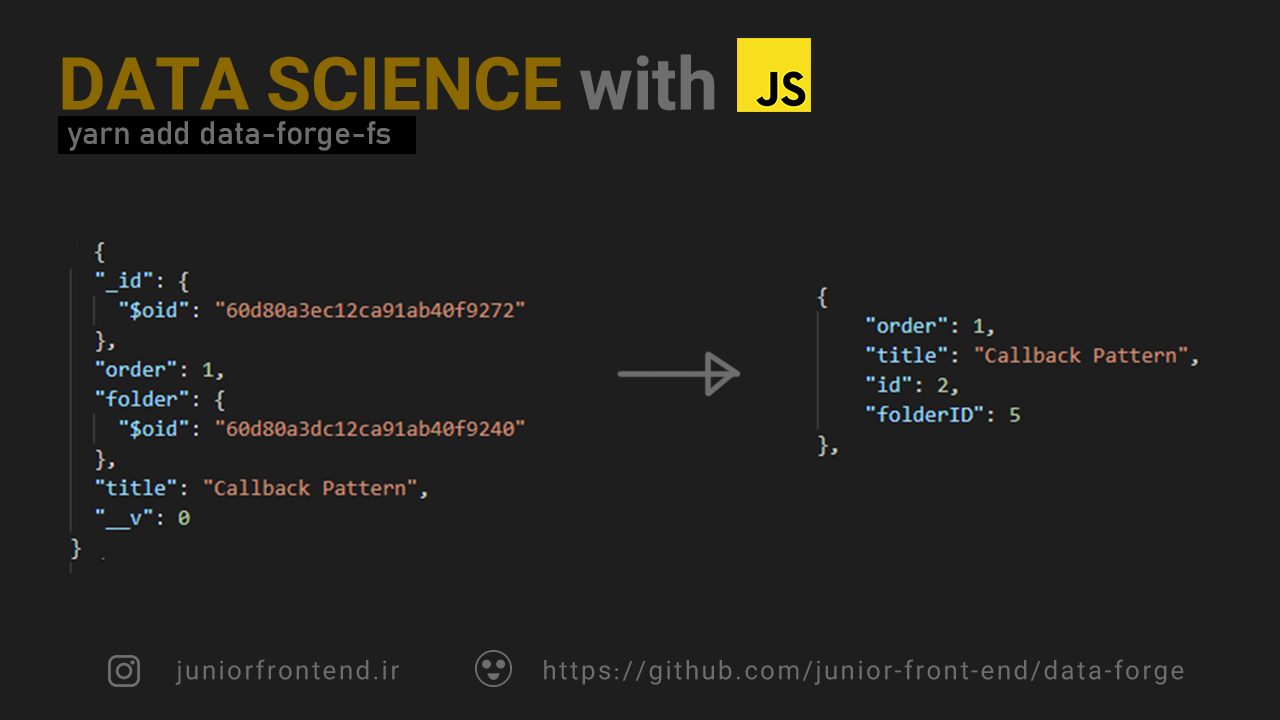 DATA SCIENCE with JS
yarn add data-forge-fs
{
"_id": {
"$oid": "60d80a3ec12ca91ab40f9272"
},
"order": 1,
"folder": {
"$oid": "60d80a3dc12ca91ab40f9240"
},
"title": "Callback Pattern",
"__v": 0
}
{
"order": 1,
"title": "Callback Pattern",
"id": 2,
"folderID": 5
},
juniorfrontend.ir
https://github.com/junior-front-end/data-forge